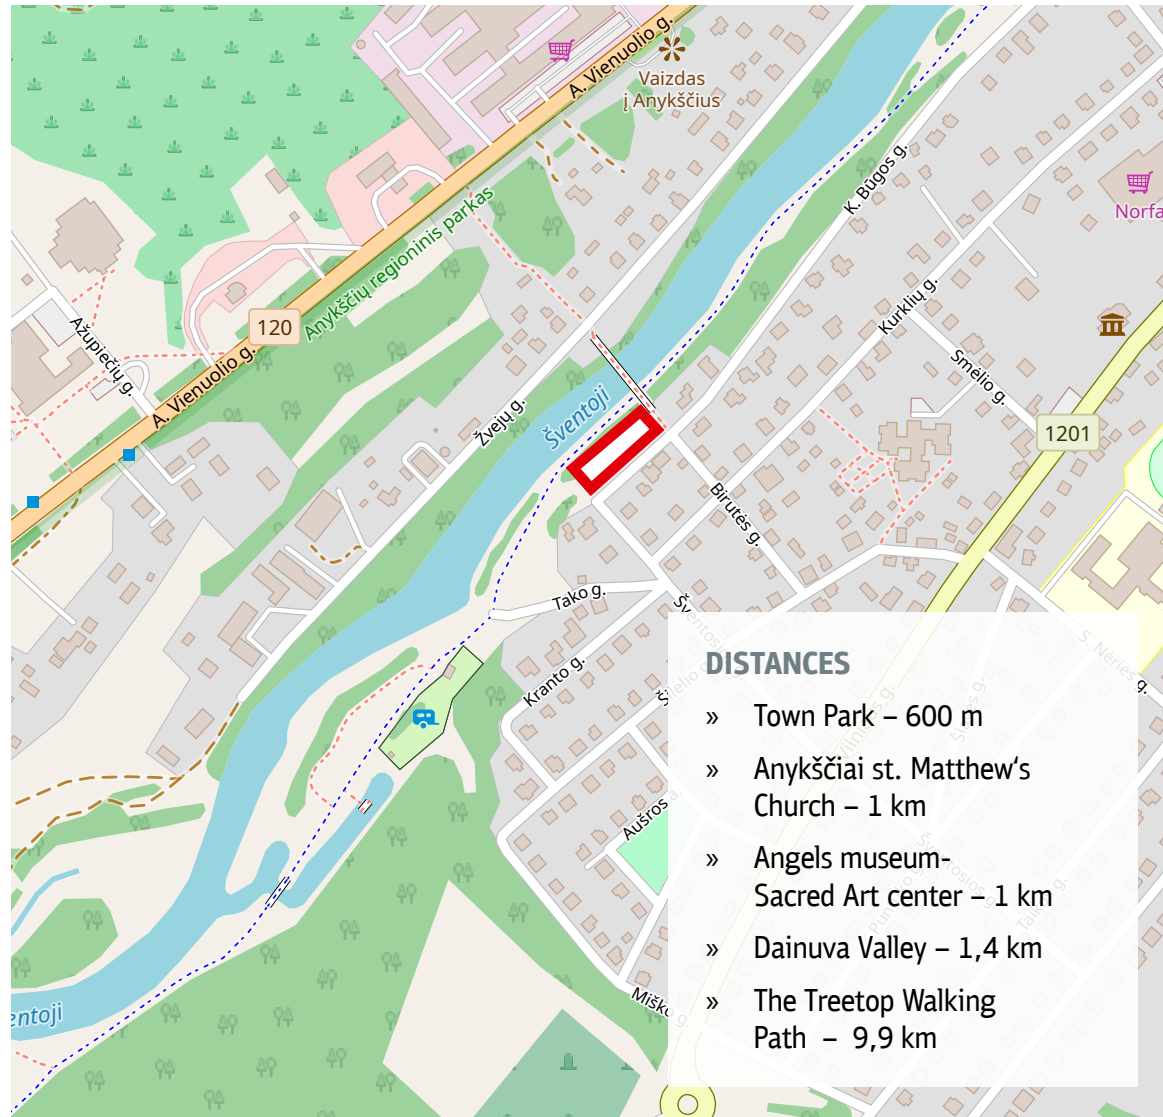 A. Vienuolio g.
Vaizdas
į Anykščius
K. Būgos g.
Norfa
Anykščių regioninis parkas
120
Kurklių g.
Ažupiečių g.
A. Vienuolio g.
Smėlio g.
Žvejų g.
Šventoji
1201
Birutės g.
Tako g.
S. Nėries g.
Kranto g.
Aušros
Miško g.
entoji
DISTANCES
» Town Park – 600 m
» Anykščiai st. Matthew‘s
Church – 1 km
» Angels museum-
Sacred Art center – 1 km
» Dainuva Valley – 1,4 km
» The Treetop Walking
Path – 9,9 km